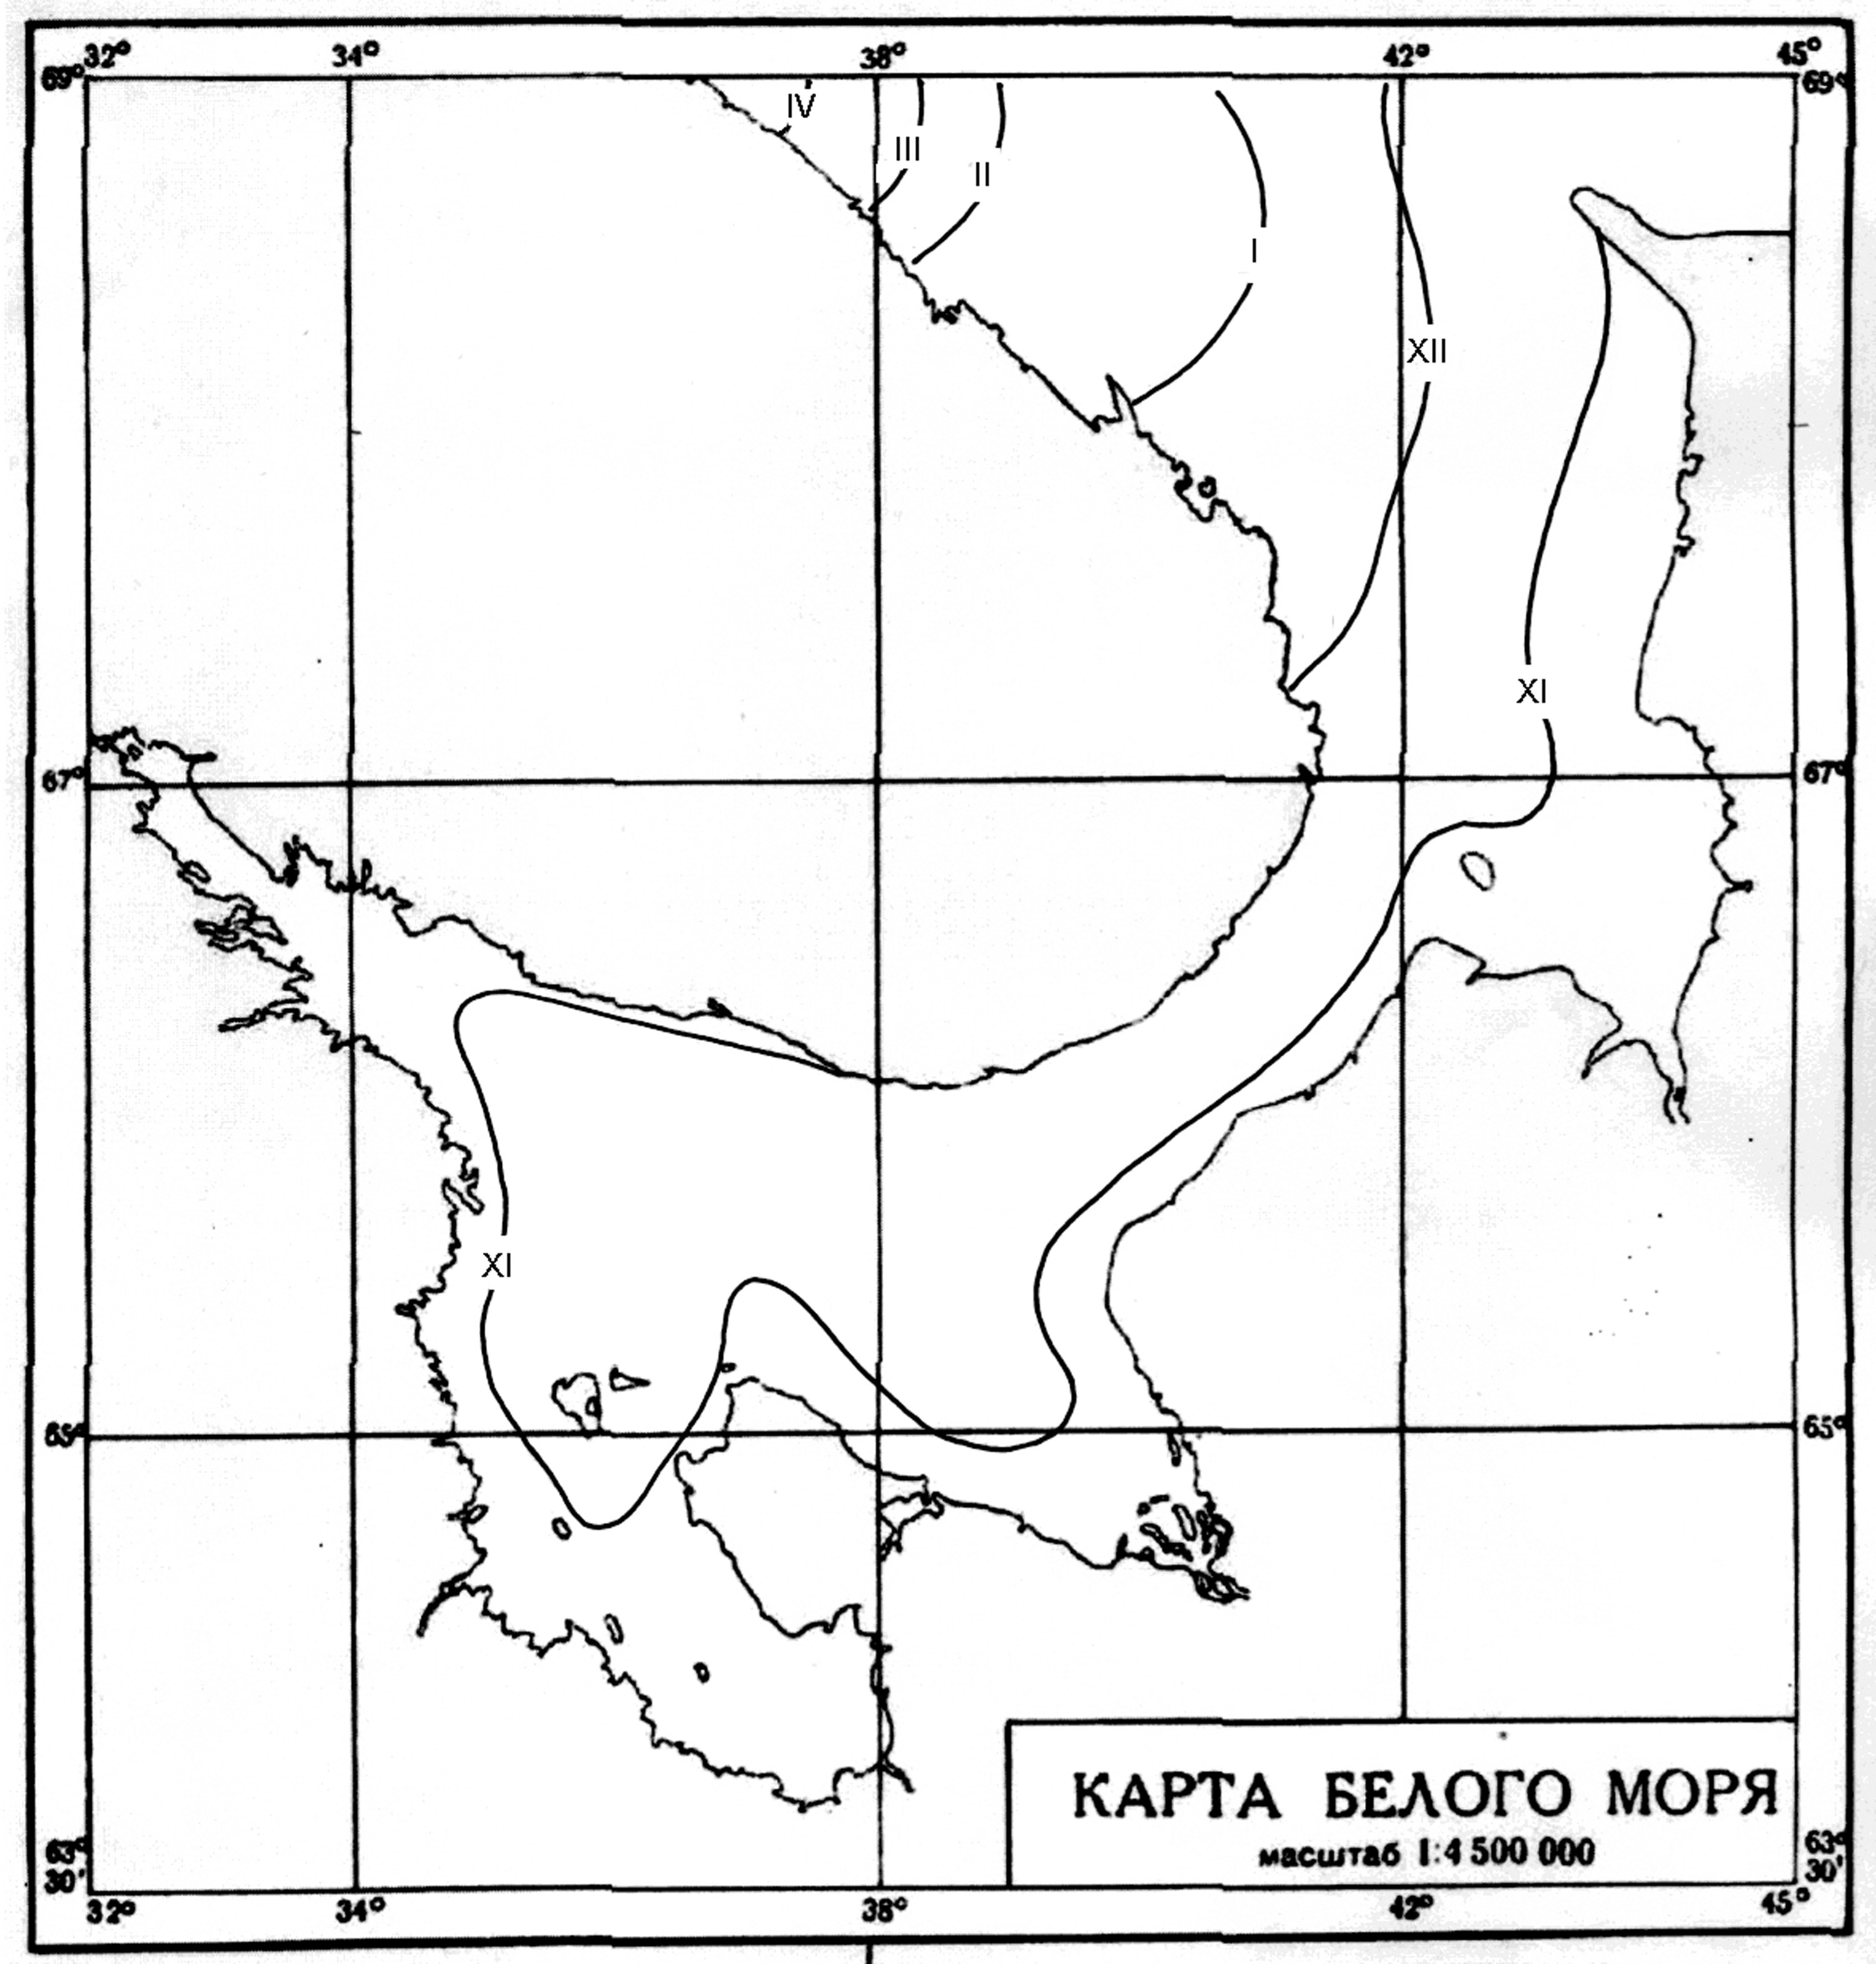 32° 34° 38° 42° 45°
69° 69°
IV
III
II
I
XII
XI
67° 67°
XI
65° 65°
КАРТА БЕЛОГО МОРЯ
масштаб 1:4 500 000
63° 63°
30' 30'
32° 34° 38° 42° 45°